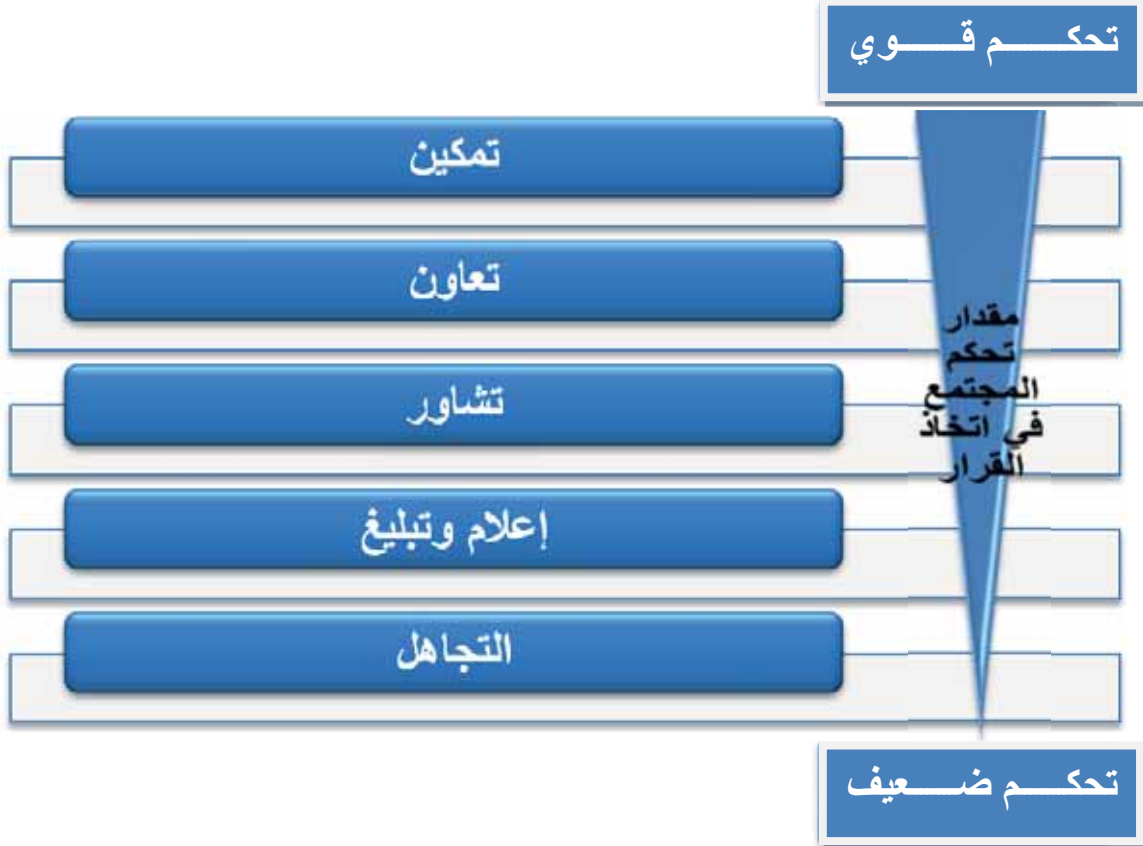 تحكم قوي
تمكين
تعاون
تشاور
إعلام وتبليغ
التجاهل
مقدار
تحكم
المجتمع
في اتخاذ
القرار
تحكم ضعيف